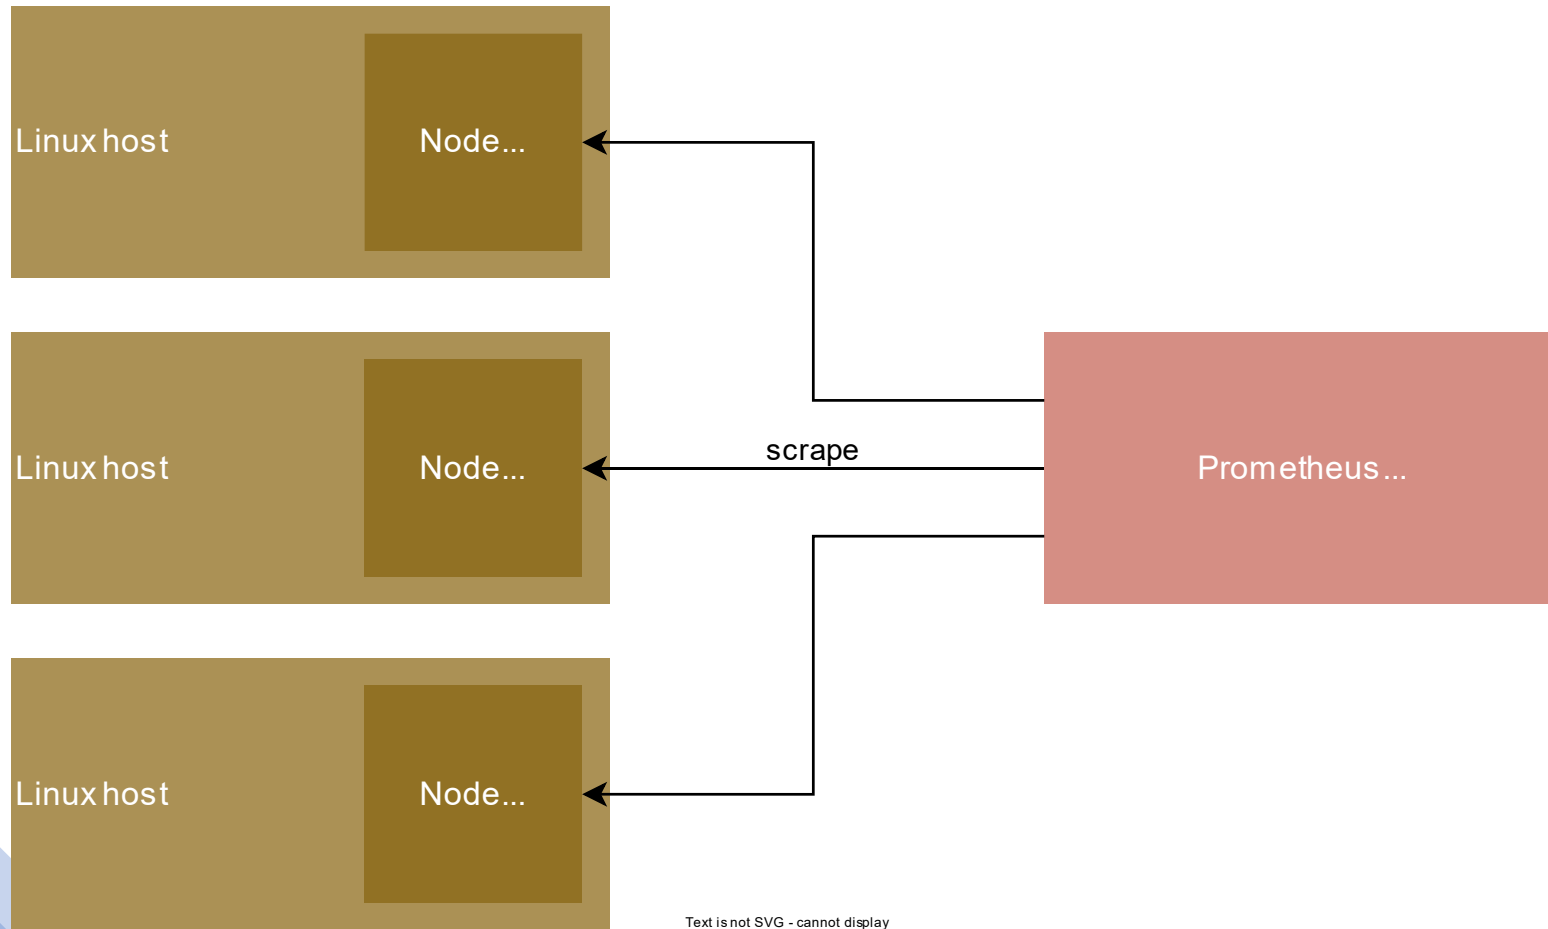 Linux host
Node...
scrape
Linux host
Node...
Prometheus...
Linux host
Node...
Text is not SVG - cannot display